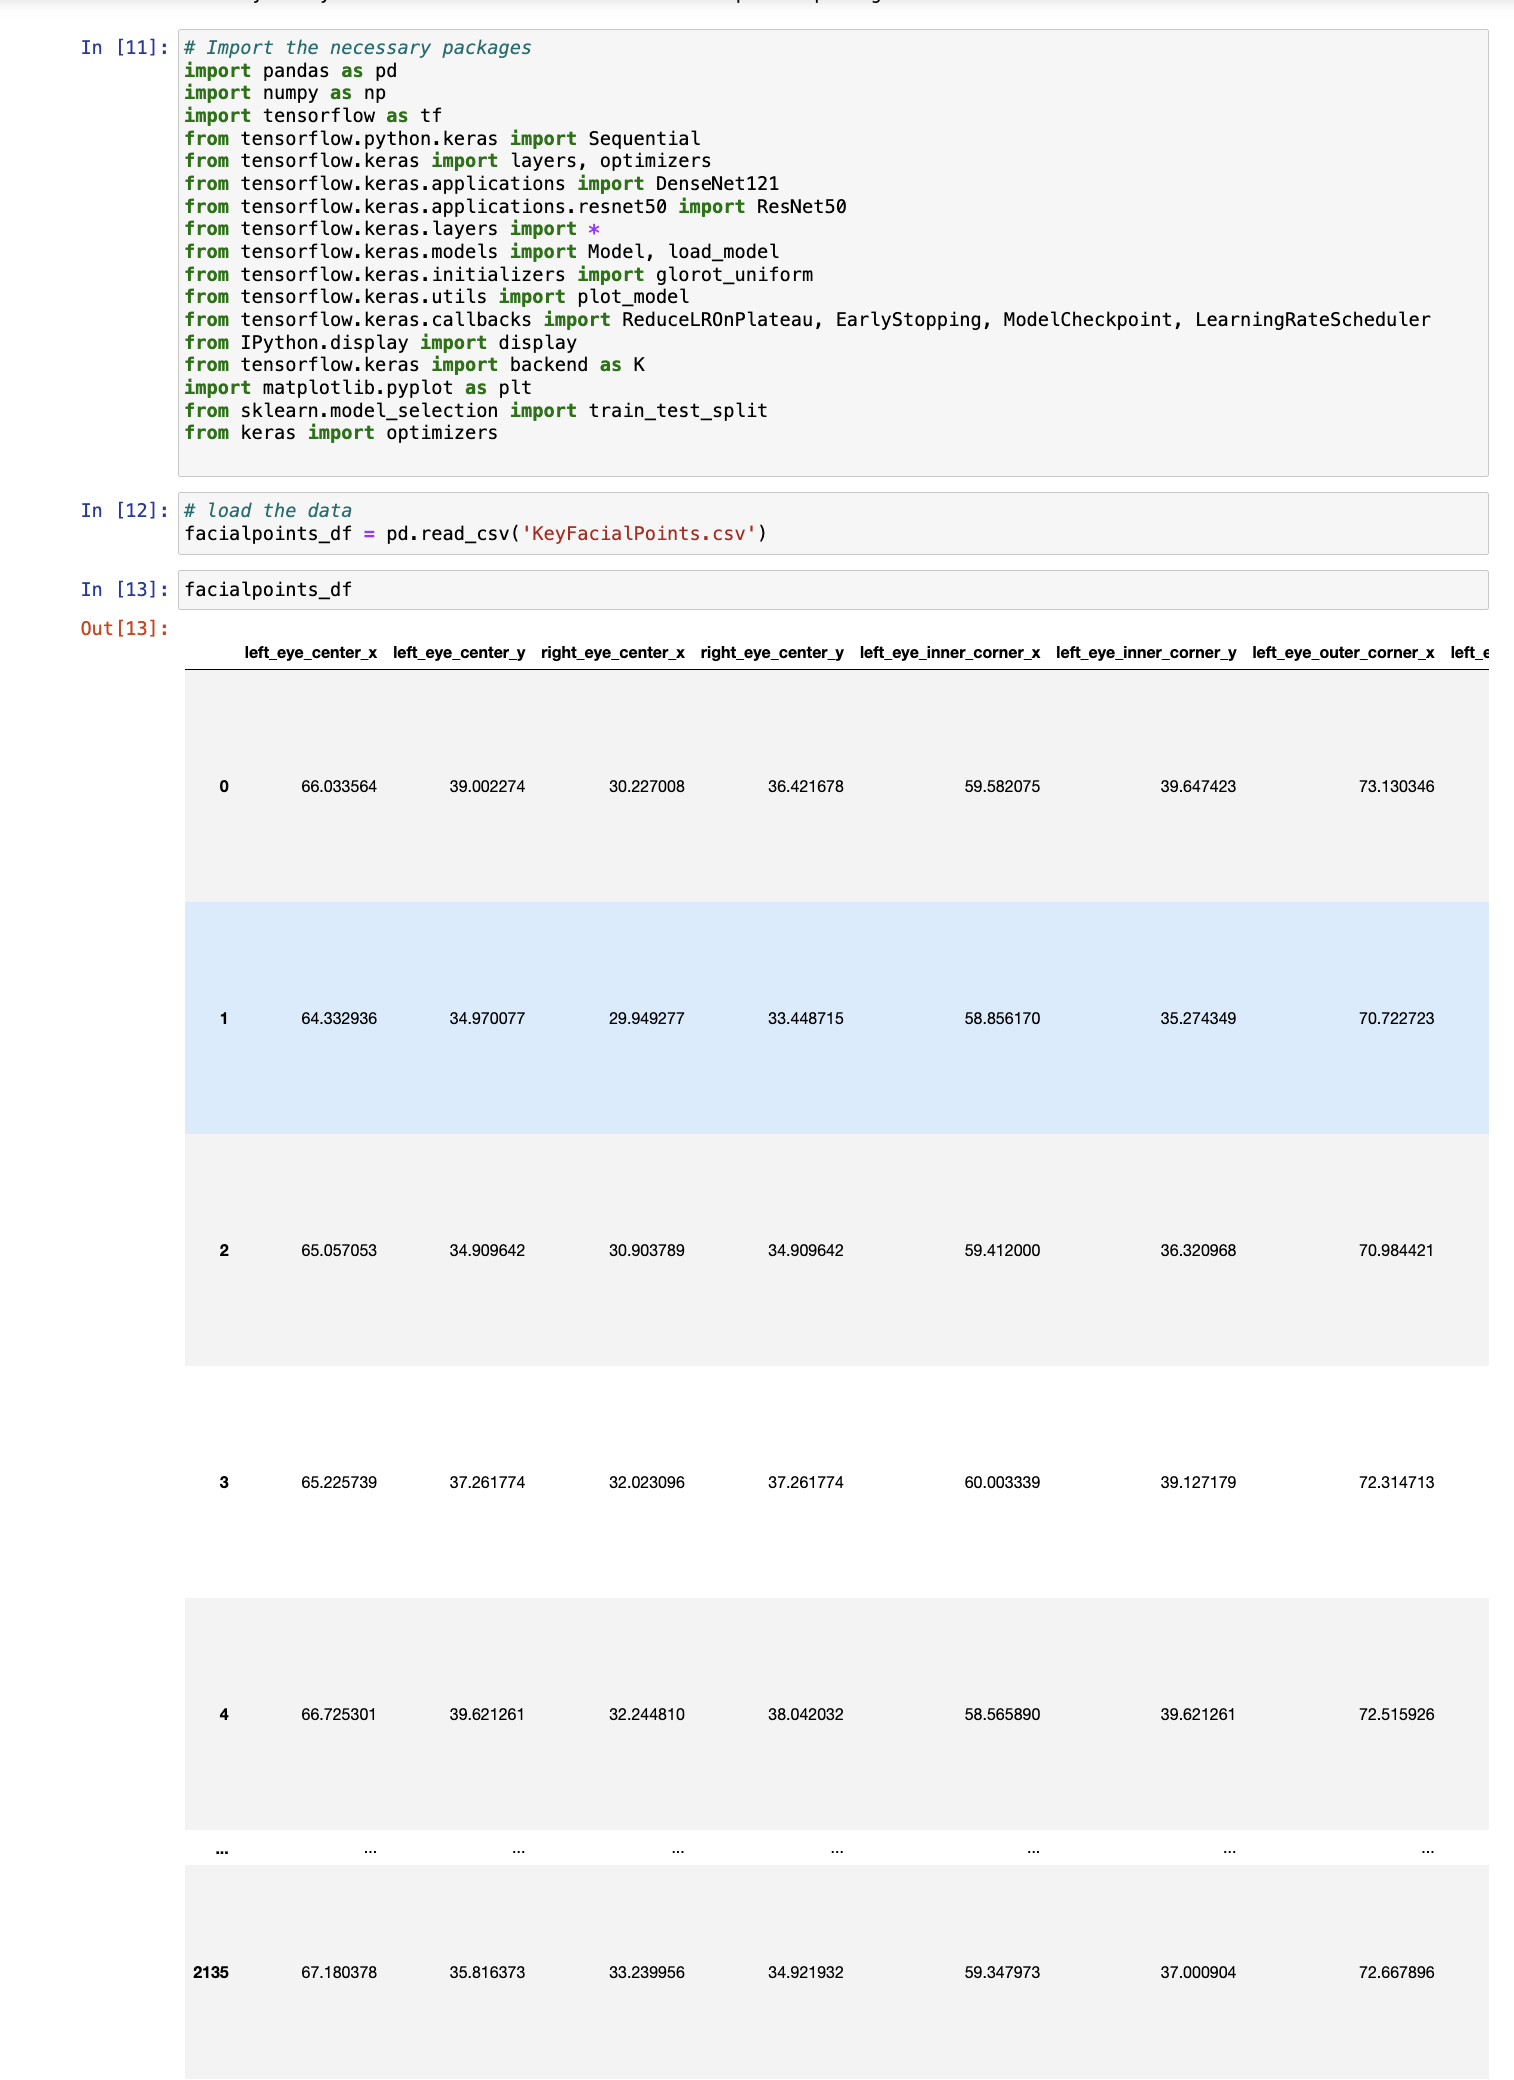 In [11]: # Import the necessary packages
import pandas as pd
import numpy as np
import tensorflow as tf
from tensorflow.python.keras import Sequential
from tensorflow.keras import layers, optimizers
from tensorflow.keras.applications import DenseNet121
from tensorflow.keras.applications.resnet50 import ResNet50
from tensorflow.keras.layers import *
from tensorflow.keras.models import Model, load_model
from tensorflow.keras.initializers import glorot_uniform
from tensorflow.keras.utils import plot_model
from tensorflow.keras.callbacks import ReduceLROnPlateau, EarlyStopping, ModelCheckpoint, LearningRateScheduler
from IPython.display import display
from tensorflow.keras import backend as K
import matplotlib.pyplot as plt
from sklearn.model_selection import train_test_split
from keras import optimizers
In [12]: # load the data
facialpoints_df = pd.read_csv('KeyFacialPoints.csv')
In [13]: facialpoints_df
Out[13]:
left_eye_center_x left_eye_center_y right_eye_center_x right_eye_center_y left_eye_inner_corner_x left_eye_inner_corner_y left_eye_outer_corner_x left_e
0 66.033564 39.002274 30.227008 36.421678 59.582075 39.647423 73.130346
1 64.332936 34.970077 29.949277 33.448715 58.856170 35.274349 70.722723
2 65.057053 34.909642 30.903789 34.909642 59.412000 36.320968 70.984421
3 65.225739 37.261774 32.023096 37.261774 60.003339 39.127179 72.314713
4 66.725301 39.621261 32.244810 38.042032 58.565890 39.621261 72.515926
... ... ... ... ... ... ... ...
2135 67.180378 35.816373 33.239956 34.921932 59.347973 37.000904 72.667896